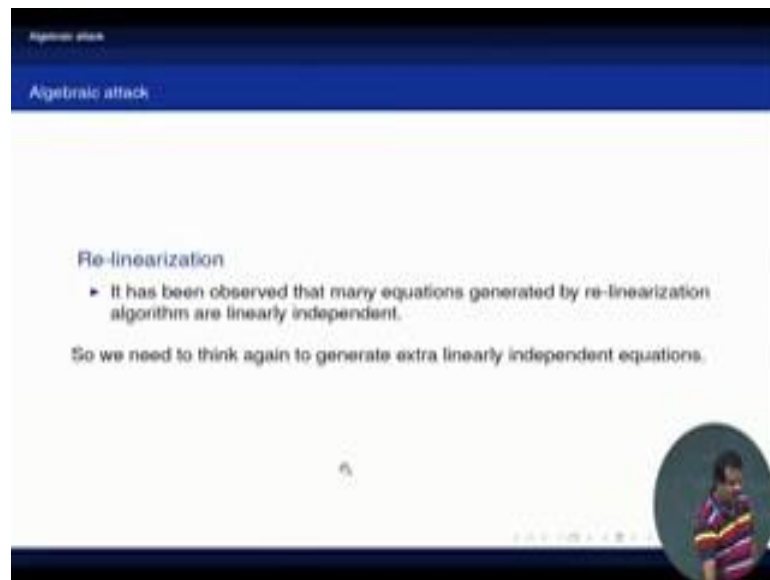 Algebraic attack
Algebraic attack
Re-linearization
► It has been observed that many equations generated by re-linearization
algorithm are linearly independent.
So we need to think again to generate extra linearly independent equations.